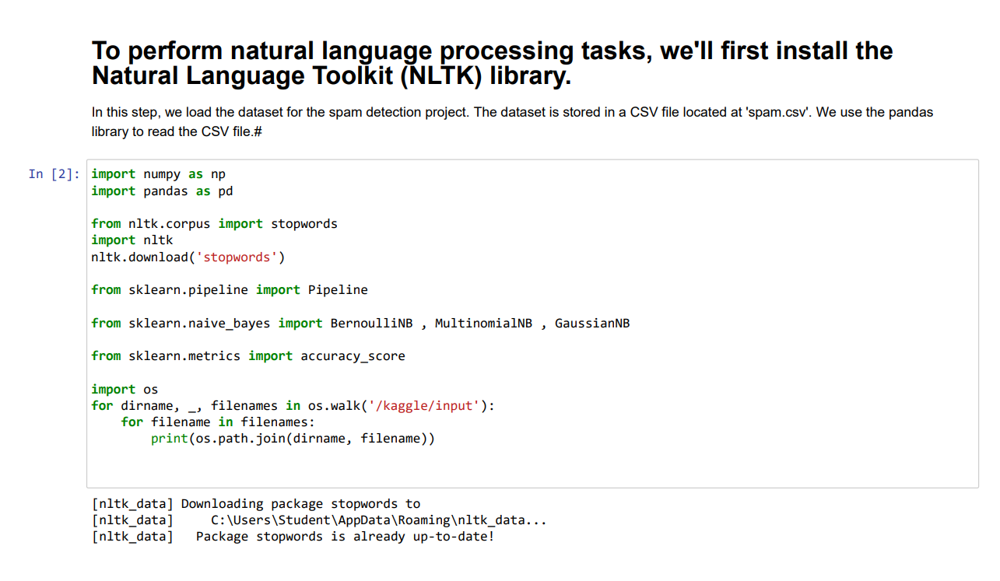 To perform natural language processing tasks, we'll first install the
Natural Language Toolkit (NLTK) library.
In this step, we load the dataset for the spam detection project. The dataset is stored in a CSV file located at 'spam.csv'. We use the pandas
library to read the CSV file.#
In [2]:
import numpy as np
import pandas as pd
from nltk.corpus import stopwords
import nltk
nltk.download('stopwords')
from sklearn.pipeline import Pipeline
from sklearn.naive_bayes import BernoulliNB , MultinomialNB , GaussianNB
from sklearn.metrics import accuracy_score
import os
for dirname, _, filenames in os.walk('/kaggle/input'):
    for filename in filenames:
        print(os.path.join(dirname, filename))
[nltk_data] Downloading package stopwords to
[nltk_data]     C:\Users\Student\AppData\Roaming\nltk_data...
[nltk_data]   Package stopwords is already up-to-date!